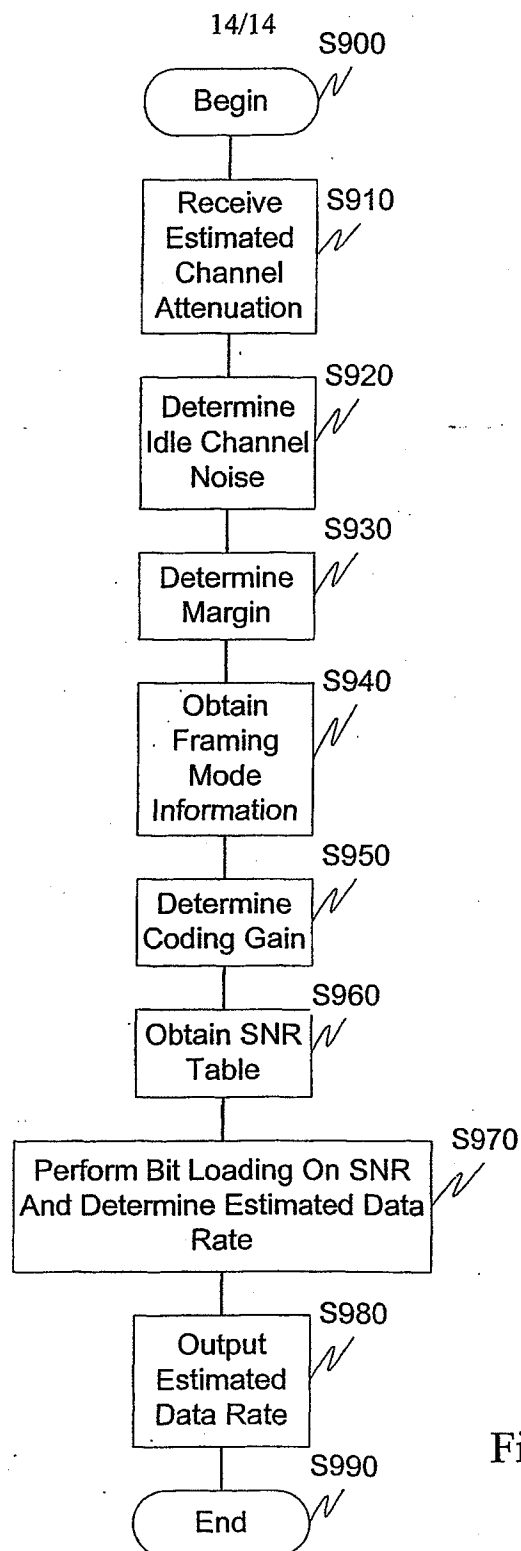 14/14
S900
Begin
S910
Receive
Estimated
Channel
Attenuation
S920
Determine
Idle Channel
Noise
S930
Determine
Margin
S940
Obtain
Framing
Mode
Information
S950
Determine
Coding Gain
S960
Obtain SNR
Table
S970
Perform Bit Loading On SNR
And Determine Estimated Data
Rate
S980
Output
Estimated
Data Rate
S990
End